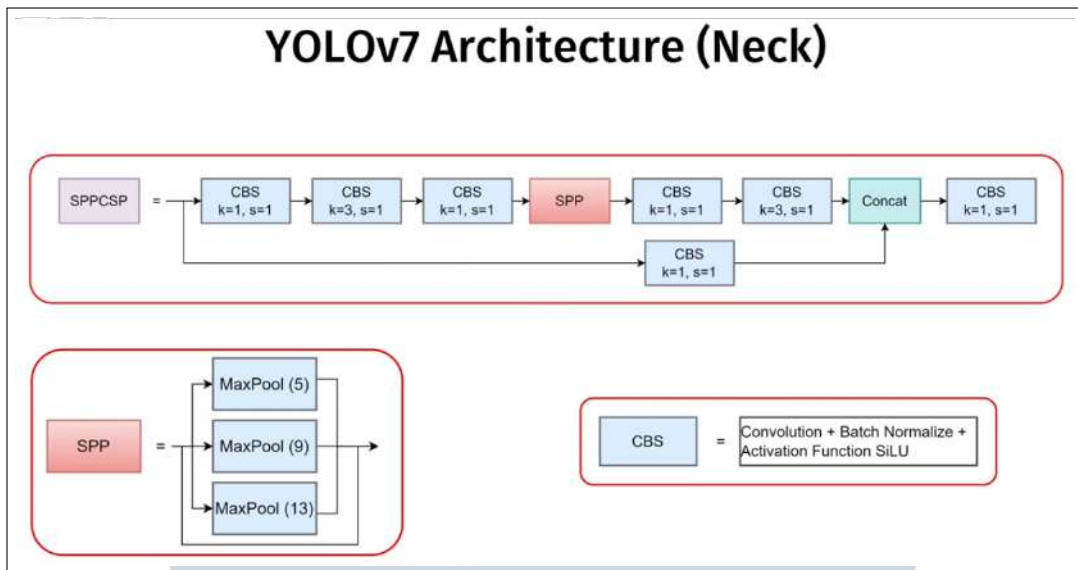 YOLOv7 Architecture (Neck)
SPPCSP
=
CBS
k=1, s=1
CBS
k=3, s=1
CBS
k=1, s=1
SPP
CBS
k=1, s=1
CBS
k=3, s=1
Concat
CBS
k=1, s=1
CBS
k=1, s=1
SPP
=
MaxPool (5)
MaxPool (9)
MaxPool (13)
CBS
=
Convolution + Batch Normalize +
Activation Function SiLU